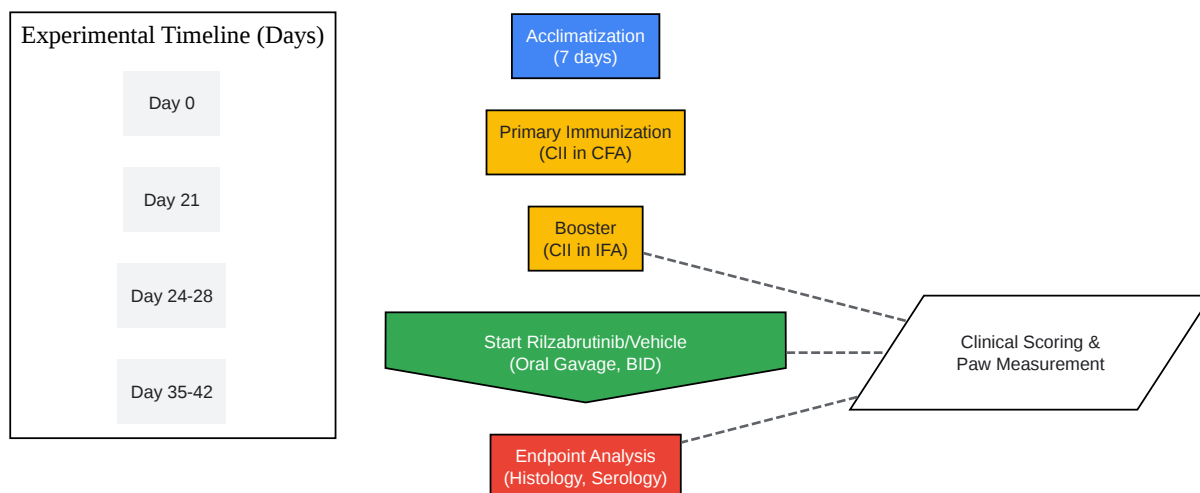 Experimental Timeline (Days)
Day 0
Day 21
Day 24-28
Day 35-42
Acclimatization
(7 days)
Primary Immunization
(CII in CFA)
Booster
(CII in IFA)
Start Rilzabrutinib/Vehicle
(Oral Gavage, BID)
Endpoint Analysis
(Histology, Serology)
Clinical Scoring &
Paw Measurement